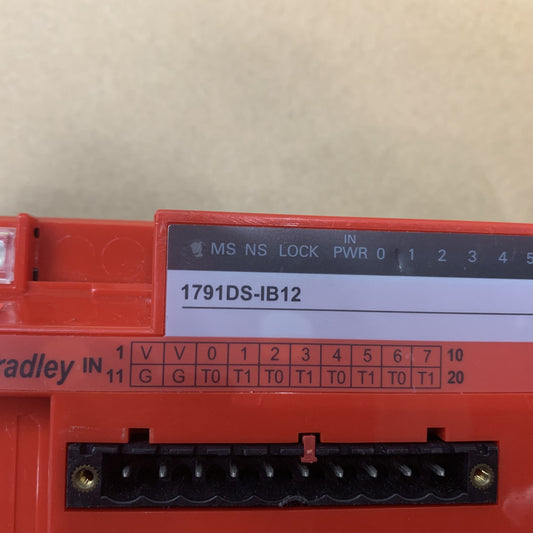 MS NS LOCK IN PWR 0 1 2 3 4 5
1791DS-IB12
radley IN 1 V V 0 1 2 3 4 5 6 7 10
11 G G T0 T1 T0 T1 T0 T1 T0 T1 20